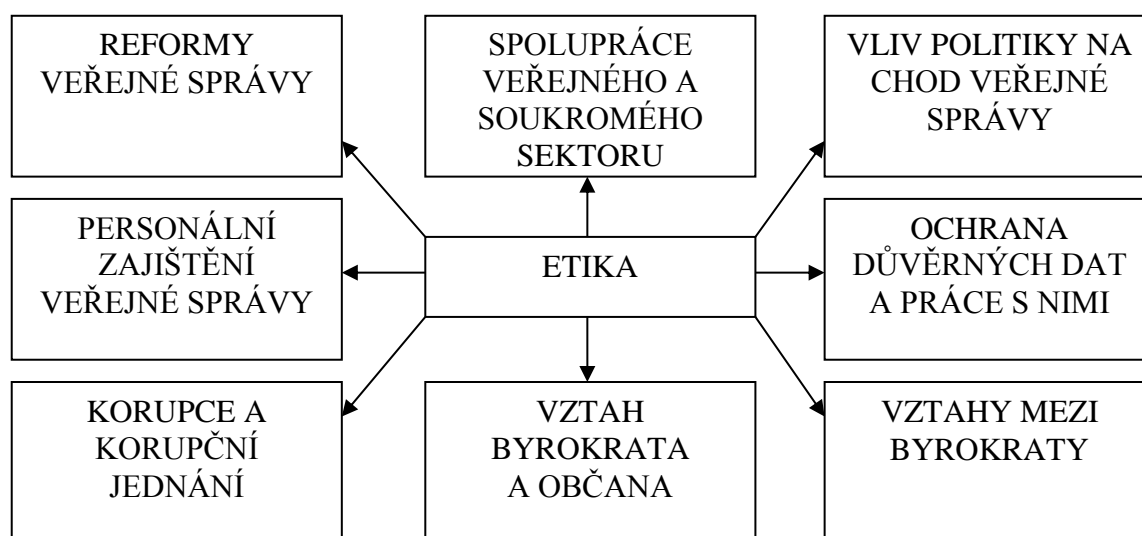 REFORMY
VEŘEJNÉ SPRÁVY
SPOLUPRÁCE
VEŘEJNÉHO A
SOUKROMÉHO
SEKTORU
VLIV POLITIKY NA
CHOD VEŘEJNÉ
SPRÁVY
PERSONÁLNÍ
ZAJIŠTĚNÍ
VEŘEJNÉ SPRÁVY
ETIKA
OCHRANA
DŮVĚRNÝCH DAT
A PRÁCE S NIMI
KORUPCE A
KORUPČNÍ
JEDNÁNÍ
VZTAH
BYROKRATA
A OBČANA
VZTAHY MEZI
BYROKRATY